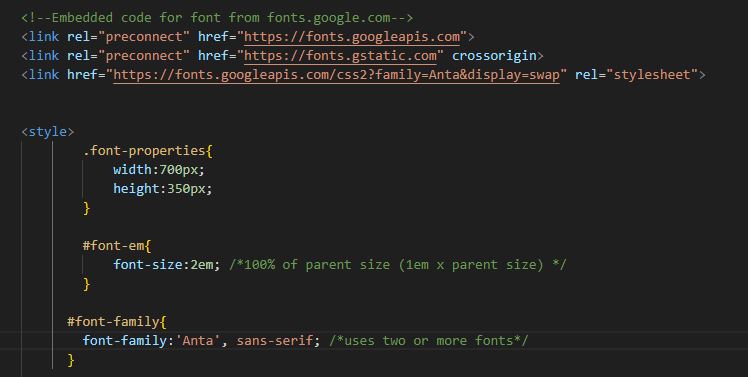 <!--Embedded code for font from fonts.google.com-->
<link rel="preconnect" href="https://fonts.googleapis.com">
<link rel="preconnect" href="https://fonts.gstatic.com" crossorigin>
<link href="https://fonts.googleapis.com/css2?family=Anta&display=swap" rel="stylesheet">
<style>
.font-properties{
width:700px;
height:350px;
}
#font-em{
font-size:2em; /*100% of parent size (1em x parent size) */
}
#font-family{
font-family:'Anta', sans-serif; /*uses two or more fonts*/
}